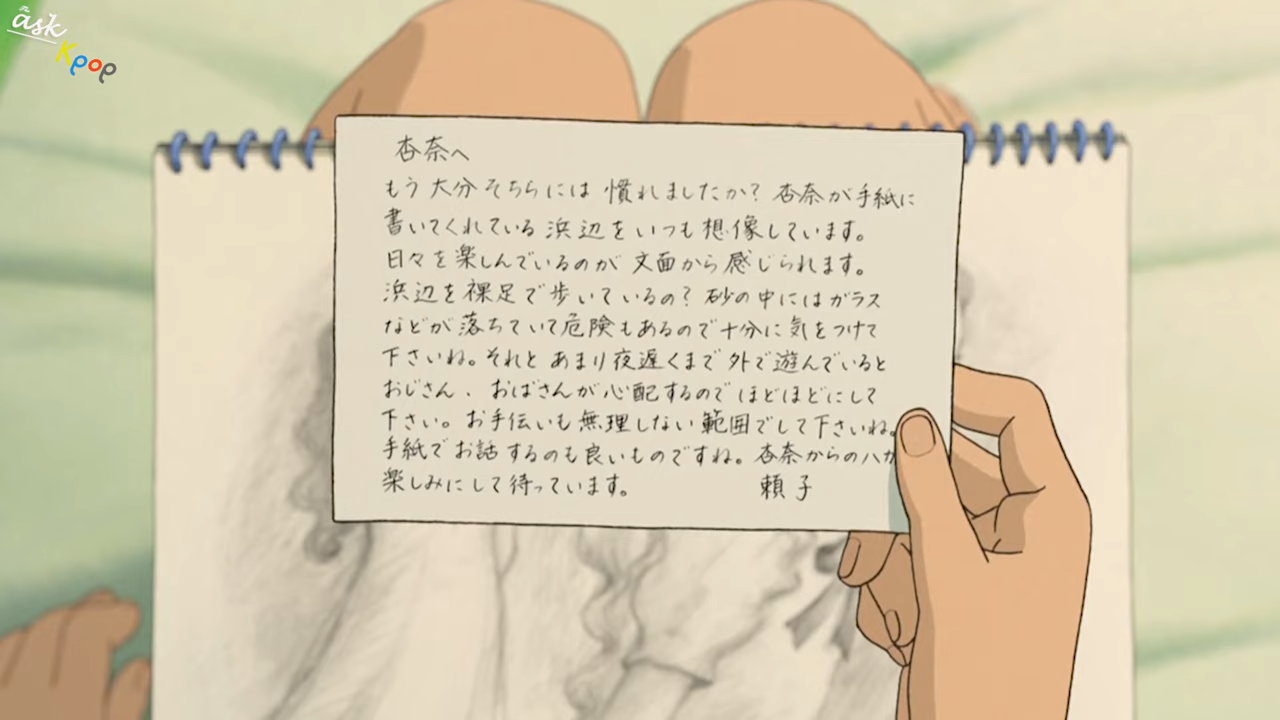 The
ask
Kpop
杏奈へ
もう大分そちらには慣れましたか？杏奈が手紙に
書いてくれている浜辺をいつも想像しています。
日々を楽しんでいるのが文面から感じられます。
浜辺を裸足で歩いているの？砂の中にはガラス
などが落ちていて危険もあるので十分に気をつけて
下さいね。それとあまり夜遅くまで外で遊んでいると
おじさん、おばさんが心配するのでほどほどにして
下さい。お手伝いも無理しない範囲でして下さいね。
手紙でお話するのも良いものですね。杏奈からのハガ
楽しみにして待っています。 頼子